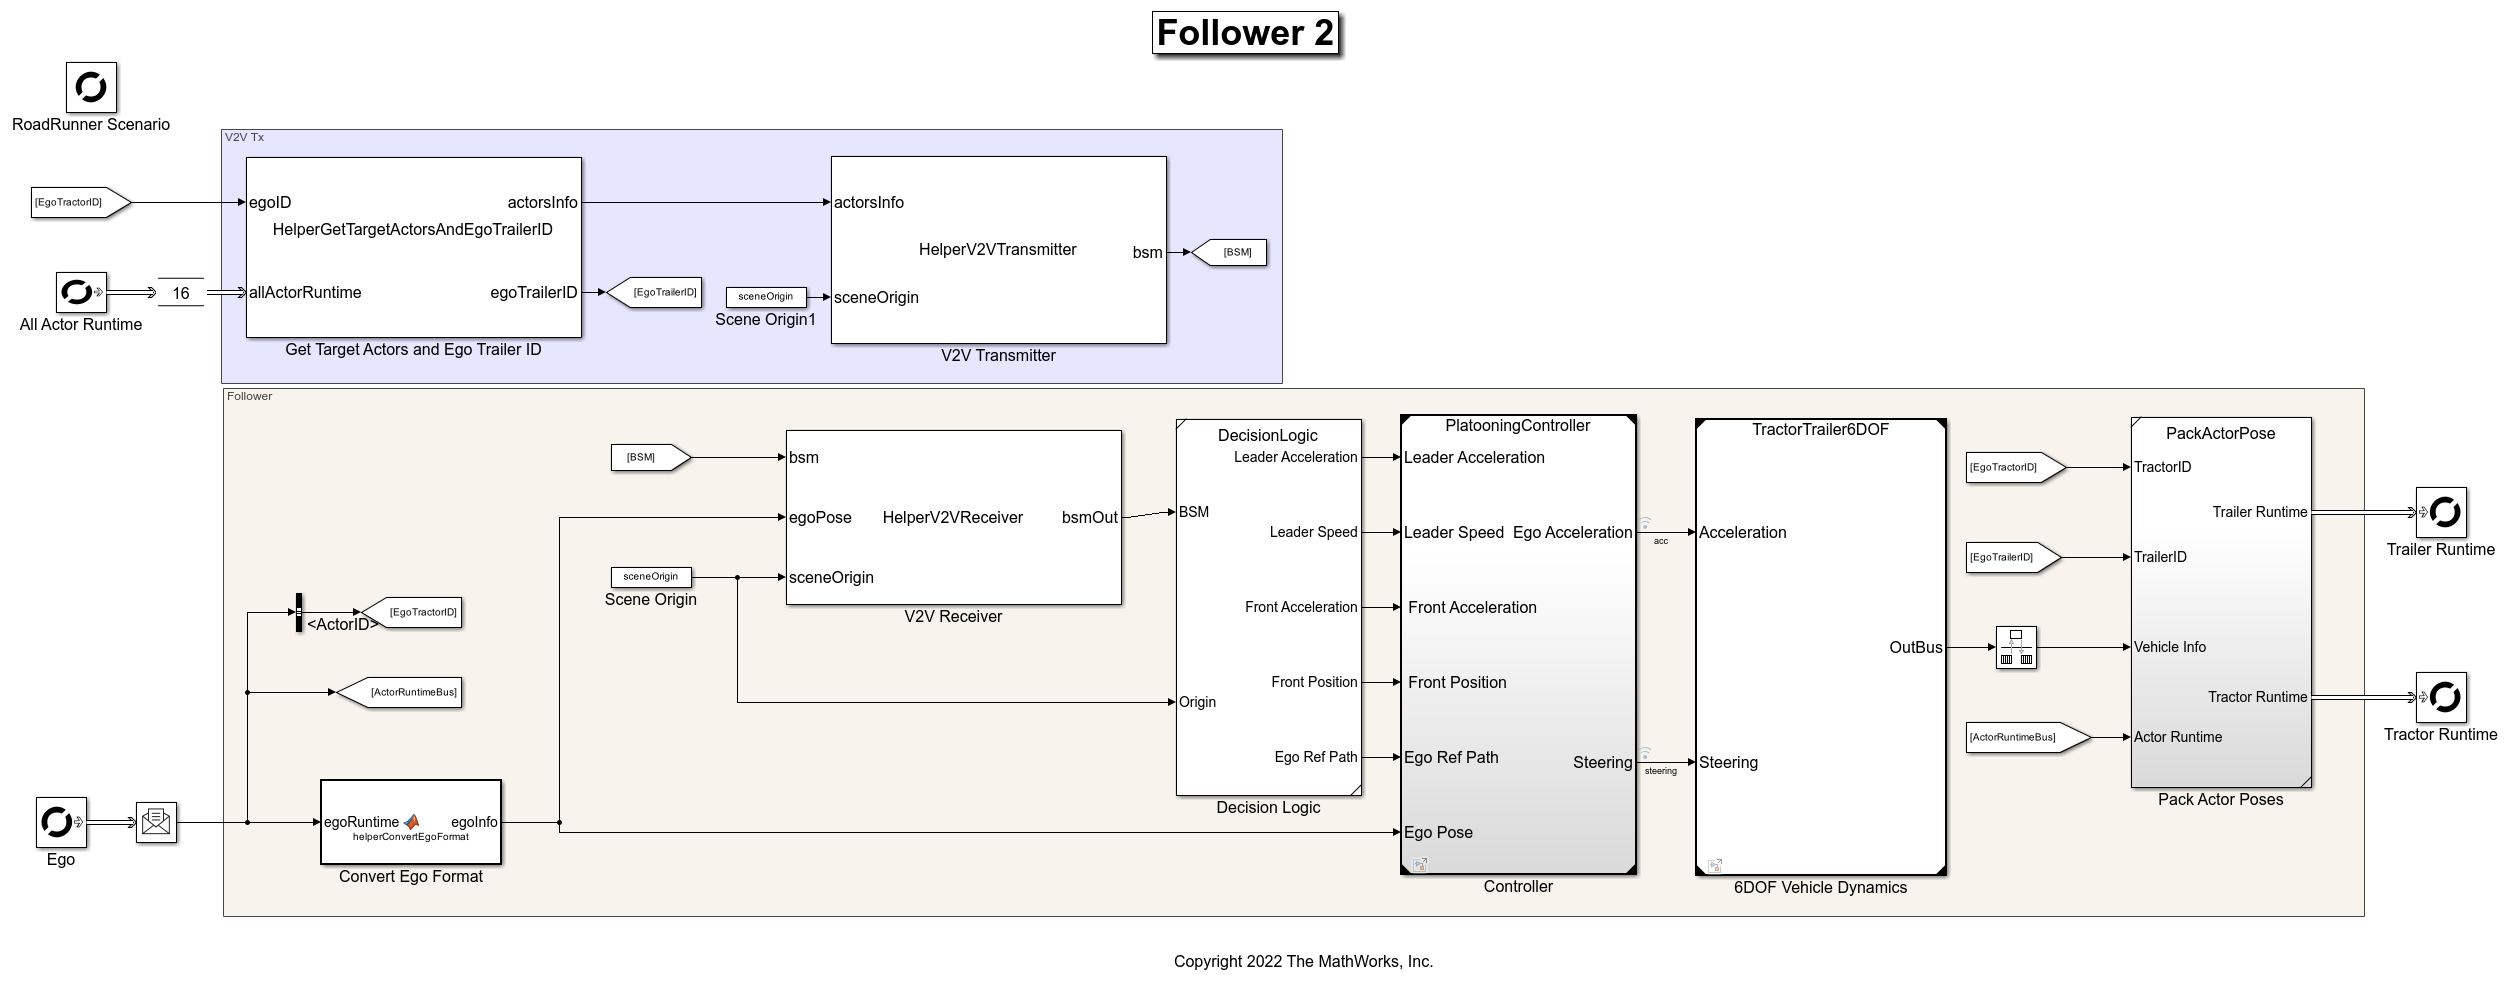 Follower 2
RoadRunner Scenario
V2V Tx
[EgoTractorID]
egoID
actorsInfo
HelperGetTargetActorsAndEgoTrailerID
allActorRuntime
egoTrailerID
Get Target Actors and Ego Trailer ID
All Actor Runtime
16
[EgoTrailerID]
sceneOrigin
Scene Origin1
actorsInfo
HelperV2VTransmitter
bsm
sceneOrigin
V2V Transmitter
[BSM]
Follower
[BSM]
bsm
egoPose
HelperV2VReceiver
bsmOut
sceneOrigin
V2V Receiver
sceneOrigin
Scene Origin
<ActorID>
[EgoTractorID]
[ActorRuntimeBus]
Ego
egoRuntime
egoInfo
helperConvertEgoFormat
Convert Ego Format
DecisionLogic
Leader Acceleration
BSM
Leader Speed
Front Acceleration
Front Position
Origin
Ego Ref Path
Decision Logic
PlatooningController
Leader Acceleration
Leader Speed
Ego Acceleration
Front Acceleration
Front Position
Ego Ref Path
Steering
Ego Pose
Controller
acc
steering
TractorTrailer6DOF
Acceleration
OutBus
Steering
6DOF Vehicle Dynamics
[EgoTractorID]
[EgoTrailerID]
[ActorRuntimeBus]
PackActorPose
TractorID
Trailer Runtime
TrailerID
Vehicle Info
Tractor Runtime
Actor Runtime
Pack Actor Poses
Trailer Runtime
Tractor Runtime
Copyright 2022 The MathWorks, Inc.